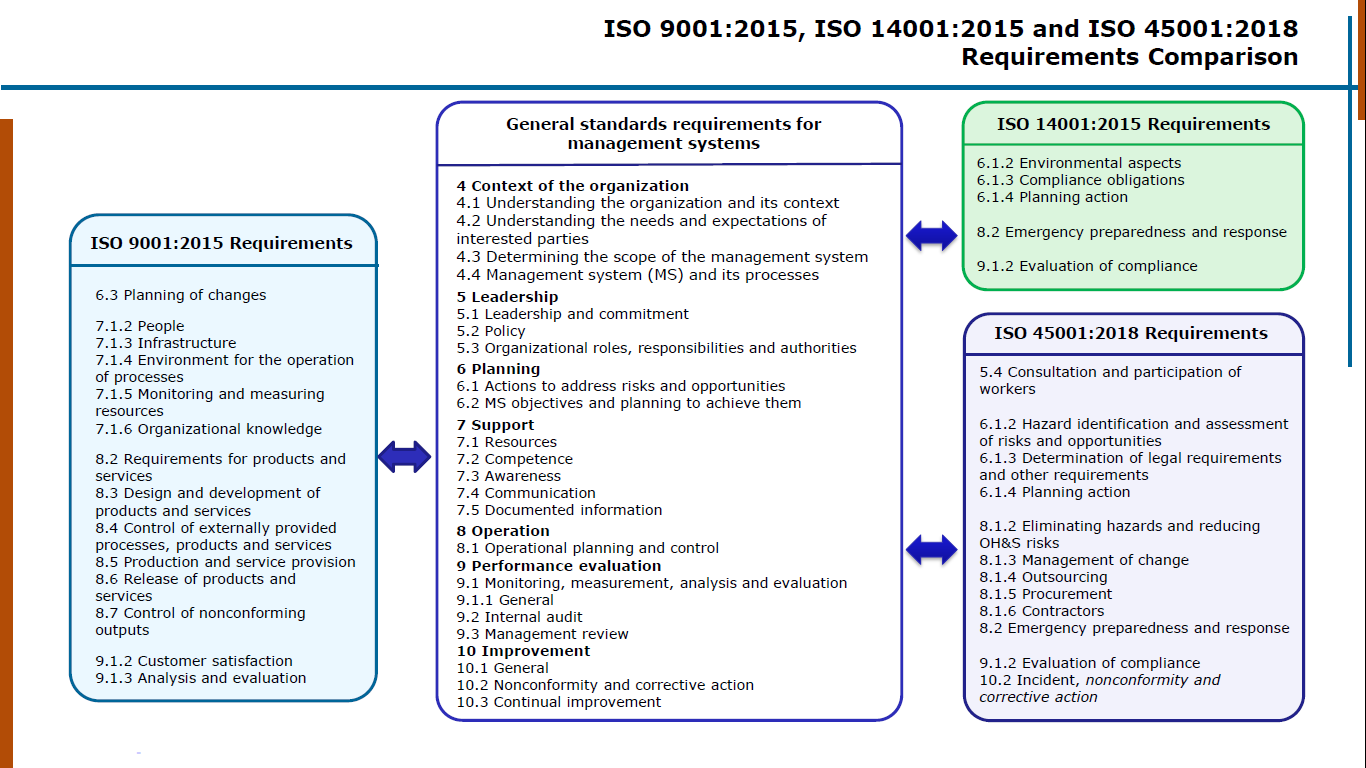 ISO 9001:2015, ISO 14001:2015 and ISO 45001:2018
Requirements Comparison
ISO 9001:2015 Requirements
6.3 Planning of changes
7.1.2 People
7.1.3 Infrastructure
7.1.4 Environment for the operation
of processes
7.1.5 Monitoring and measuring
resources
7.1.6 Organizational knowledge
8.2 Requirements for products and
services
8.3 Design and development of
products and services
8.4 Control of externally provided
processes, products and services
8.5 Production and service provision
8.6 Release of products and
services
8.7 Control of nonconforming
outputs
9.1.2 Customer satisfaction
9.1.3 Analysis and evaluation
General standards requirements for
management systems
4 Context of the organization
4.1 Understanding the organization and its context
4.2 Understanding the needs and expectations of
interested parties
4.3 Determining the scope of the management system
4.4 Management system (MS) and its processes
5 Leadership
5.1 Leadership and commitment
5.2 Policy
5.3 Organizational roles, responsibilities and authorities
6 Planning
6.1 Actions to address risks and opportunities
6.2 MS objectives and planning to achieve them
7 Support
7.1 Resources
7.2 Competence
7.3 Awareness
7.4 Communication
7.5 Documented information
8 Operation
8.1 Operational planning and control
9 Performance evaluation
9.1 Monitoring, measurement, analysis and evaluation
9.1.1 General
9.2 Internal audit
9.3 Management review
10 Improvement
10.1 General
10.2 Nonconformity and corrective action
10.3 Continual improvement
ISO 14001:2015 Requirements
6.1.2 Environmental aspects
6.1.3 Compliance obligations
6.1.4 Planning action
8.2 Emergency preparedness and response
9.1.2 Evaluation of compliance
ISO 45001:2018 Requirements
5.4 Consultation and participation of
workers
6.1.2 Hazard identification and assessment
of risks and opportunities
6.1.3 Determination of legal requirements
and other requirements
6.1.4 Planning action
8.1.2 Eliminating hazards and reducing
OH&S risks
8.1.3 Management of change
8.1.4 Outsourcing
8.1.5 Procurement
8.1.6 Contractors
8.2 Emergency preparedness and response
9.1.2 Evaluation of compliance
10.2 Incident, nonconformity and
corrective action